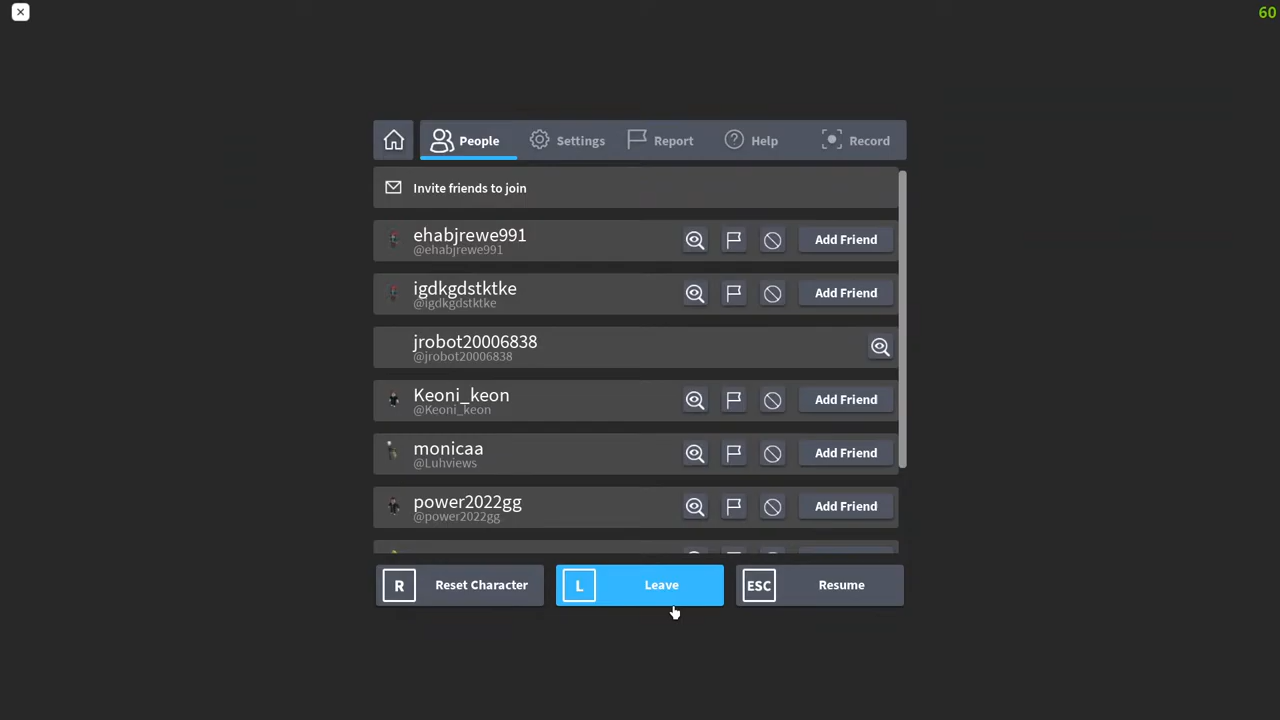 60
People Settings Report Help Record
Invite friends to join
ehabjrewe991
@ehabjrewe991
Add Friend
igdkgdstktke
@igdkgdstktke
Add Friend
jrobot20006838
@jrobot20006838
Keoni_keon
@Keoni_keon
Add Friend
monicaa
@Luhviews
Add Friend
power2022gg
@power2022gg
Add Friend
R Reset Character L Leave ESC Resume